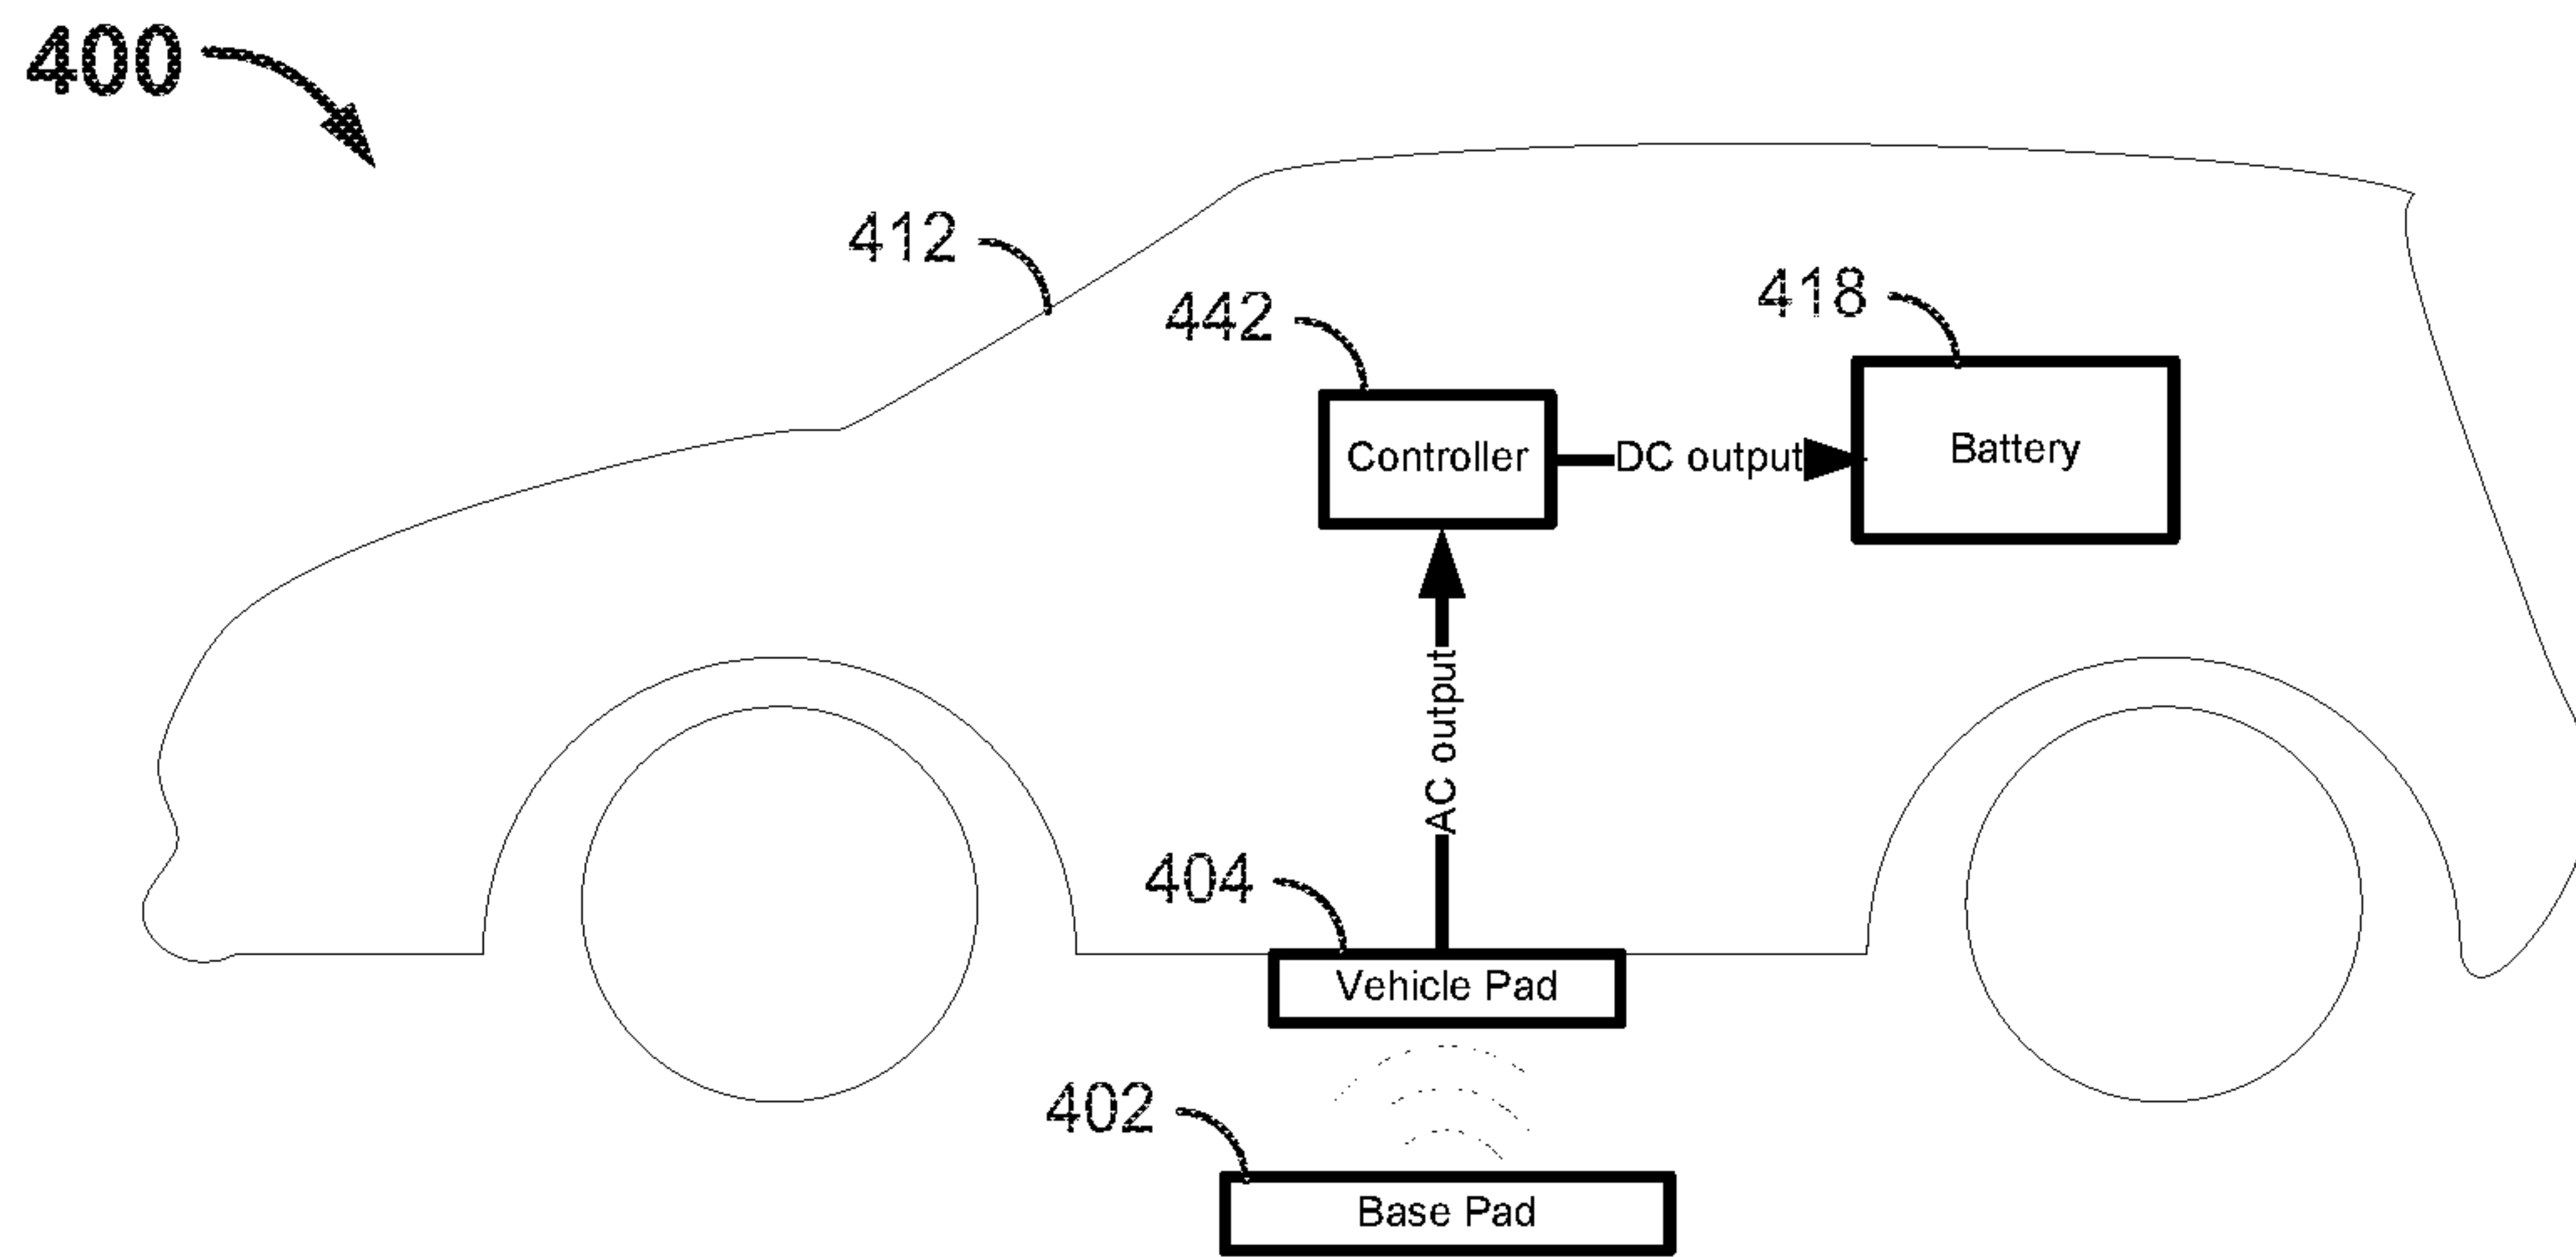 400
412
442
418
Controller
DC output
Battery
AC output
404
Vehicle Pad
402
Base Pad